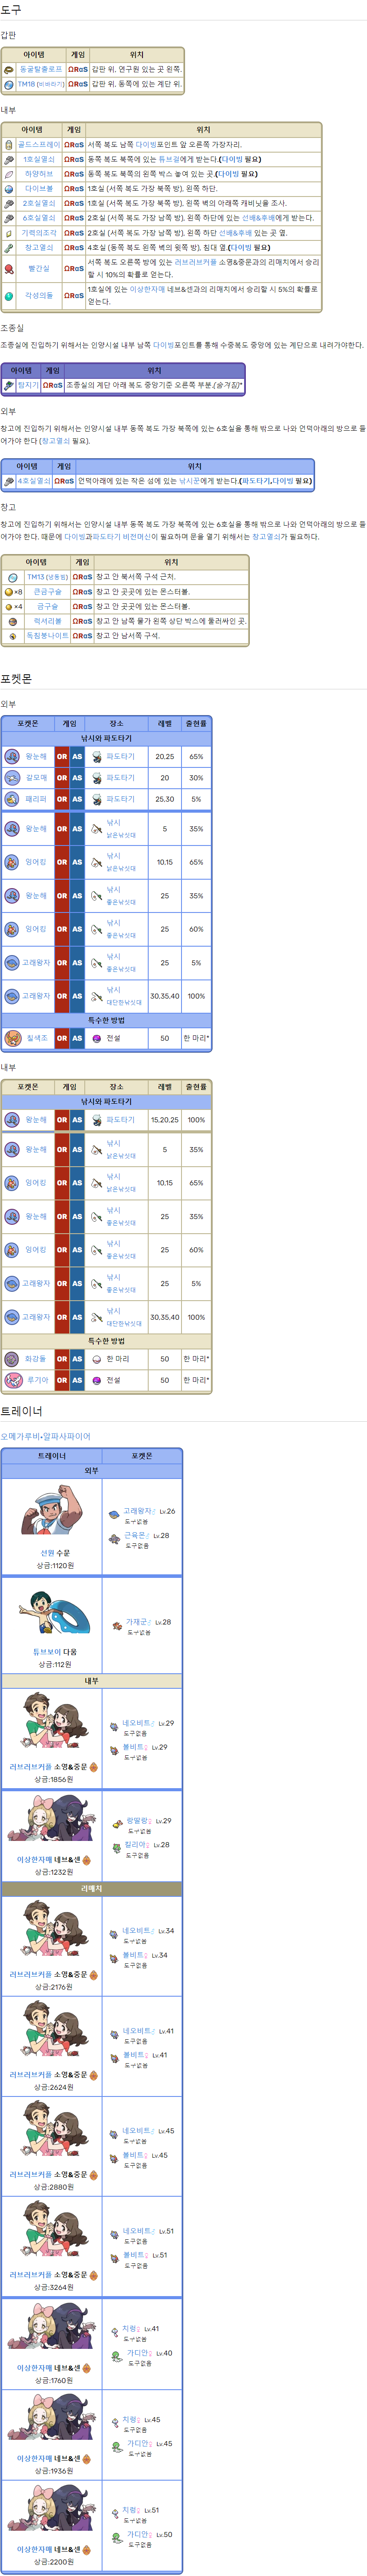 도구
갑판
아이템 게임 위치
동굴탈출로프 ΩRαS 갑판 위, 연구원 있는 곳 왼쪽.
TM18 (비바라기) ΩRαS 갑판 위, 동쪽에 있는 계단 위.
내부
아이템 게임 위치
골드스프레이 ΩRαS 서쪽 복도 남쪽 다이빙포인트 앞 오른쪽 가장자리.
1호실열쇠 ΩRαS 동쪽 복도 북쪽에 있는 튜브걸에게 받는다.(다이빙 필요)
하양허브 ΩRαS 동쪽 복도 북쪽의 왼쪽 박스 놓여 있는 곳.(다이빙 필요)
다이브볼 ΩRαS 1호실 (서쪽 복도 가장 북쪽 방), 왼쪽 하단.
2호실열쇠 ΩRαS 1호실 (서쪽 복도 가장 북쪽 방), 왼쪽 벽의 아래쪽 캐비닛을 조사.
6호실열쇠 ΩRαS 2호실 (서쪽 복도 가장 남쪽 방), 왼쪽 하단에 있는 선배&후배에게 받는다.
기력의조각 ΩRαS 2호실 (서쪽 복도 가장 남쪽 방), 왼쪽 하단 선배&후배 있는 곳 옆.
창고열쇠 ΩRαS 4호실 (동쪽 복도 왼쪽 벽의 윗쪽 방), 침대 옆.(다이빙 필요)
빨간실 ΩRαS 서쪽 복도 오른쪽 방에 있는 러브러브커플 소영&중문과의 리매치에서 승리
할 시 10%의 확률로 얻는다.
각성의돌 ΩRαS 1호실에 있는 이상한자매 네브&센과의 리매치에서 승리할 시 5%의 확률로
얻는다.
조종실
조종실에 진입하기 위해서는 인양시설 내부 남쪽 다이빙포인트를 통해 수중복도 중앙에 있는 계단으로 내려가야한다.
아이템 게임 위치
탐지기 ΩRαS 조종실의 계단 아래 복도 중앙기준 오른쪽 부분.(숨겨짐)*
외부
창고에 진입하기 위해서는 인양시설 내부 동쪽 복도 가장 북쪽에 있는 6호실을 통해 밖으로 나와 언덕아래의 방으로 들
어가야 한다 (창고열쇠 필요).
아이템 게임 위치
4호실열쇠 ΩRαS 언덕아래에 있는 작은 섬에 있는 낚시꾼에게 받는다.(파도타기,다이빙 필요)
창고
창고에 진입하기 위해서는 인양시설 내부 동쪽 복도 가장 북쪽에 있는 6호실을 통해 밖으로 나와 언덕아래의 방으로 들
어가야 한다. 때문에 다이빙과파도타기 비전머신이 필요하며 문을 열기 위해서는 창고열쇠가 필요하다.
아이템 게임 위치
TM13 (냉동빔) ΩRαS 창고 안 북서쪽 구석 근처.
×8 큰금구슬 ΩRαS 창고 안 곳곳에 있는 몬스터볼.
×4 금구슬 ΩRαS 창고 안 곳곳에 있는 몬스터볼.
럭셔리볼 ΩRαS 창고 안 남쪽 물가 왼쪽 상단 박스에 둘러싸인 곳.
독침붕나이트 ΩRαS 창고 안 남서쪽 구석.
포켓몬
외부
포켓몬 게임 장소 레벨 출현률
낚시와 파도타기
왕눈해 OR AS 파도타기 20,25 65%
갈모매 OR AS 파도타기 20 30%
패리퍼 OR AS 파도타기 25,30 5%
왕눈해 OR AS 낚시 낡은낚싯대 5 35%
잉어킹 OR AS 낚시 낡은낚싯대 10,15 65%
왕눈해 OR AS 낚시 좋은낚싯대 25 35%
잉어킹 OR AS 낚시 좋은낚싯대 25 60%
고래왕자 OR AS 낚시 좋은낚싯대 25 5%
고래왕자 OR AS 낚시 대단한낚싯대 30,35,40 100%
특수한 방법
칠색조 OR AS 전설 50 한 마리*
내부
포켓몬 게임 장소 레벨 출현률
낚시와 파도타기
왕눈해 OR AS 파도타기 15,20,25 100%
왕눈해 OR AS 낚시 낡은낚싯대 5 35%
잉어킹 OR AS 낚시 낡은낚싯대 10,15 65%
왕눈해 OR AS 낚시 좋은낚싯대 25 35%
잉어킹 OR AS 낚시 좋은낚싯대 25 60%
고래왕자 OR AS 낚시 좋은낚싯대 25 5%
고래왕자 OR AS 낚시 대단한낚싯대 30,35,40 100%
특수한 방법
화강돌 OR AS 한 마리 50 한 마리*
루기아 OR AS 전설 50 한 마리*
트레이너
오메가루비•알파사파이어
트레이너 포켓몬
외부
고래왕자♂ Lv.26
도구없음
근육몬♂ Lv.28
도구없음
선원 수문
상금:1120원
가재군♂ Lv.28
도구없음
튜브보이 다움
상금:112원
내부
네오비트♂ Lv.29
도구없음
볼비트♀ Lv.29
도구없음
러브러브커플 소영&중문
상금:1856원
랑딸랑♀ Lv.29
도구없음
킬리아♀ Lv.28
도구없음
이상한자매 네브&센
상금:1232원
리매치
네오비트♂ Lv.34
도구없음
볼비트♀ Lv.34
도구없음
러브러브커플 소영&중문
상금:2176원
네오비트♂ Lv.41
도구없음
볼비트♀ Lv.41
도구없음
러브러브커플 소영&중문
상금:2624원
네오비트♂ Lv.45
도구없음
볼비트♀ Lv.45
도구없음
러브러브커플 소영&중문
상금:2880원
네오비트♂ Lv.51
도구없음
볼비트♀ Lv.51
도구없음
러브러브커플 소영&중문
상금:3264원
치렁♀ Lv.41
도구없음
가디안♀ Lv.40
도구없음
이상한자매 네브&센
상금:1760원
치렁♀ Lv.45
도구없음
가디안♀ Lv.45
도구없음
이상한자매 네브&센
상금:1936원
치렁♀ Lv.51
도구없음
가디안♀ Lv.50
도구없음
이상한자매 네브&센
상금:2200원